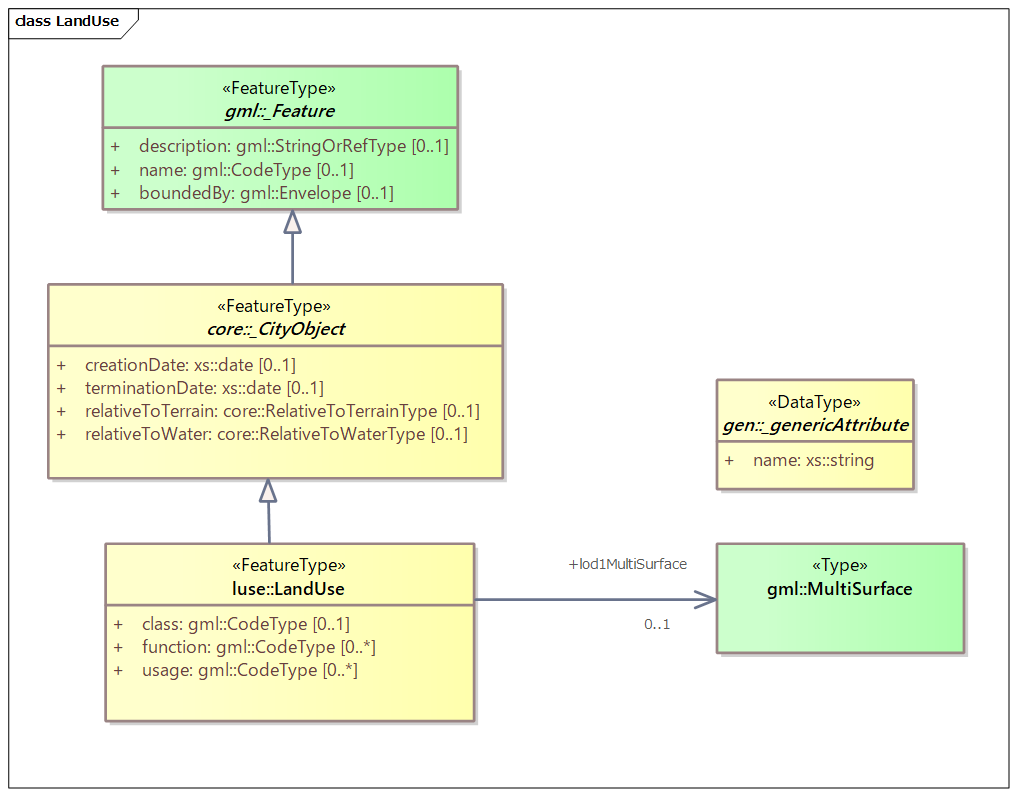 class LandUse
«FeatureType»
gml::_Feature
+ description: gml::StringOrRefType [0..1]
+ name: gml::CodeType [0..1]
+ boundedBy: gml::Envelope [0..1]
«FeatureType»
core::_CityObject
+ creationDate: xs::date [0..1]
+ terminationDate: xs::date [0..1]
+ relativeToTerrain: core::RelativeToTerrainType [0..1]
+ relativeToWater: core::RelativeToWaterType [0..1]
«DataType»
gen::_genericAttribute
+ name: xs::string
«FeatureType»
luse::LandUse
+ class: gml::CodeType [0..1]
+ function: gml::CodeType [0..*]
+ usage: gml::CodeType [0..*]
+lod1MultiSurface
0..1
«Type»
gml::MultiSurface